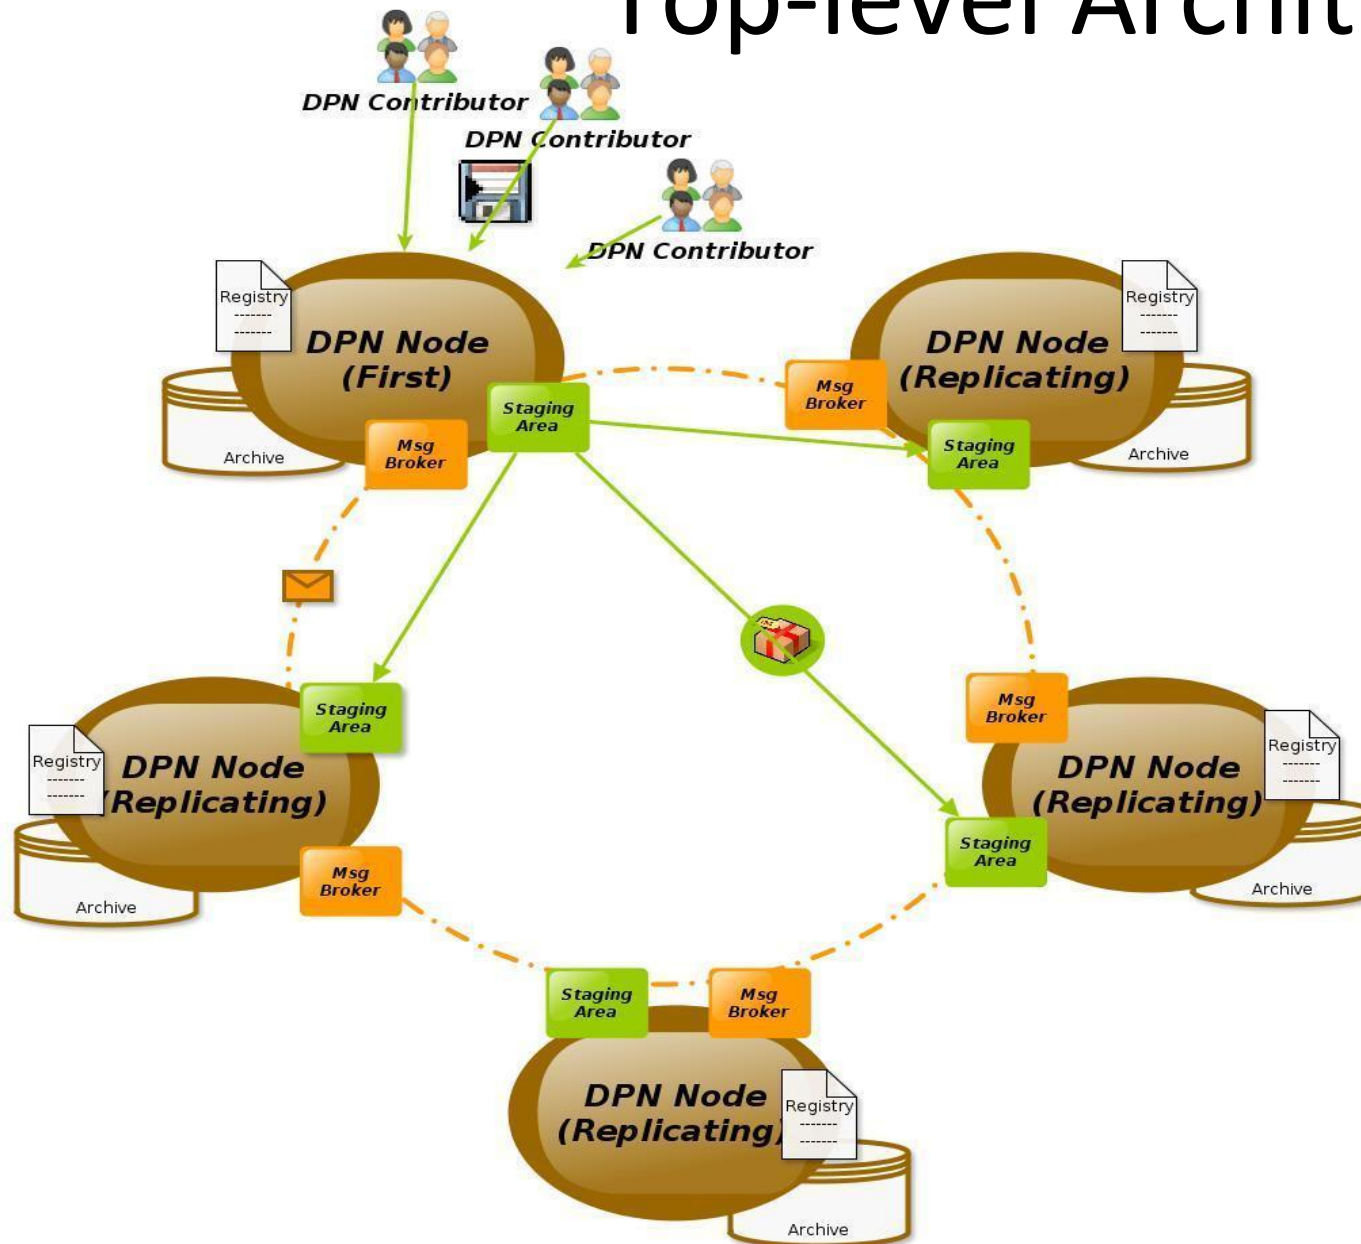 Top-level Archit
DPN Contributor
DPN Contributor
DPN Contributor
Registry
-------
-------
DPN Node
(First)
Archive
Msg
Broker
Staging
Area
Registry
-------
-------
DPN Node
(Replicating)
Msg
Broker
Staging
Area
Archive
Staging
Area
Registry
-------
-------
DPN Node
(Replicating)
Msg
Broker
Archive
Msg
Broker
Registry
-------
-------
DPN Node
(Replicating)
Staging
Area
Archive
Staging
Area
Msg
Broker
DPN Node
(Replicating)
Registry
-------
-------
Archive